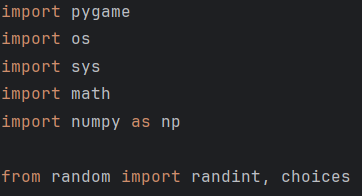 import pygame
import os
import sys
import math
import numpy as np
from random import randint, choices